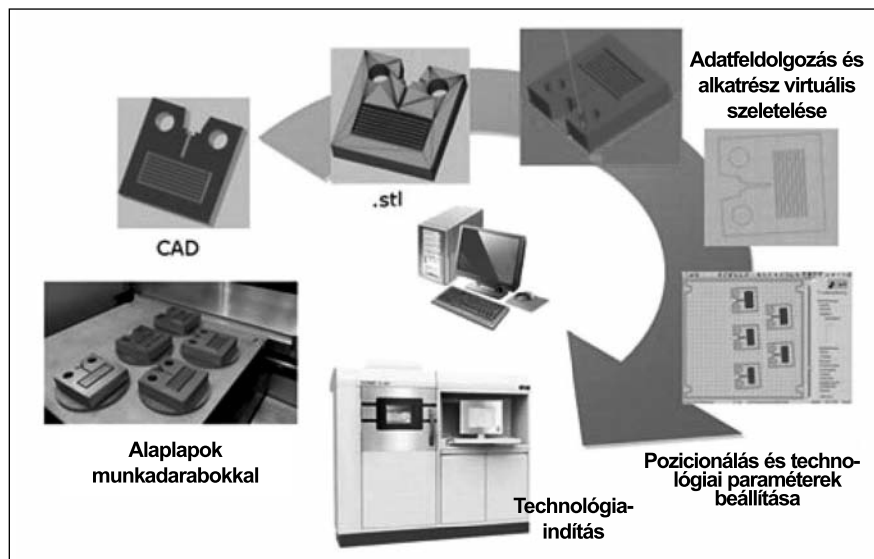 Adatfeldolgozás és
alkatrész virtuális
szeletelése
.stl
CAD
Alaplapok
munkadarabokkal
Technológia-
indítás
Pozicionálás és techno-
lógiai paraméterek
beállítása